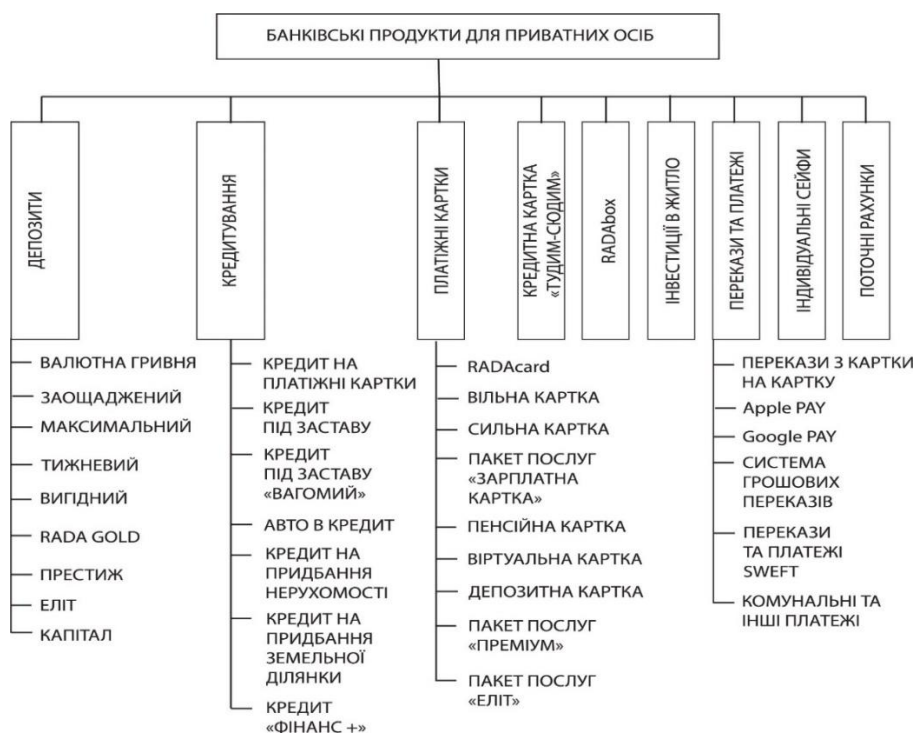 БАНКІВСЬКІ ПРОДУКТИ ДЛЯ ПРИВАТНИХ ОСІБ
ДЕПОЗИТИ
КРЕДИТУВАННЯ
ПЛАТІЖНІ КАРТКИ
КРЕДИТНА КАРТКА
«ТУДИМ-СЮДИМ»
RADAbox
ІНВЕСТИЦІЇ В ЖИТЛО
ПЕРЕКАЗИ ТА ПЛАТЕЖІ
ІНДИВІДУАЛЬНІ СЕЙФИ
ПОТОЧНІ РАХУНКИ
ВАЛЮТНА ГРИВНЯ
ЗАОЩАДЖЕНИЙ
МАКСИМАЛЬНИЙ
ТИЖНЕВИЙ
ВИГІДНИЙ
RADA GOLD
ПРЕСТИЖ
ЕЛІТ
КАПІТАЛ
КРЕДИТ НА
ПЛАТІЖНІ КАРТКИ
КРЕДИТ
ПІД ЗАСТАВУ
КРЕДИТ
ПІД ЗАСТАВУ
«ВАГОМИЙ»
АВТО В КРЕДИТ
КРЕДИТ НА
ПРИДБАННЯ
НЕРУХОМОСТІ
КРЕДИТ НА
ПРИДБАННЯ
ЗЕМЕЛЬНОЇ
ДІЛЯНКИ
КРЕДИТ
«ФІНАНС +»
RADAcard
ВІЛЬНА КАРТКА
СИЛЬНА КАРТКА
ПАКЕТ ПОСЛУГ
«ЗАРПЛАТНА
КАРТКА»
ПЕНСІЙНА КАРТКА
ВІРТУАЛЬНА КАРТКА
ДЕПОЗИТНА КАРТКА
ПАКЕТ ПОСЛУГ
«ПРЕМІУМ»
ПАКЕТ ПОСЛУГ
«ЕЛІТ»
ПЕРЕКАЗИ З КАРТКИ
НА КАРТКУ
Apple PAY
Google PAY
СИСТЕМА
ГРОШОВИХ
ПЕРЕКАЗІВ
ПЕРЕКАЗИ
ТА ПЛАТЕЖІ
SWEFT
КОМУНАЛЬНІ ТА
ІНШІ ПЛАТЕЖІ